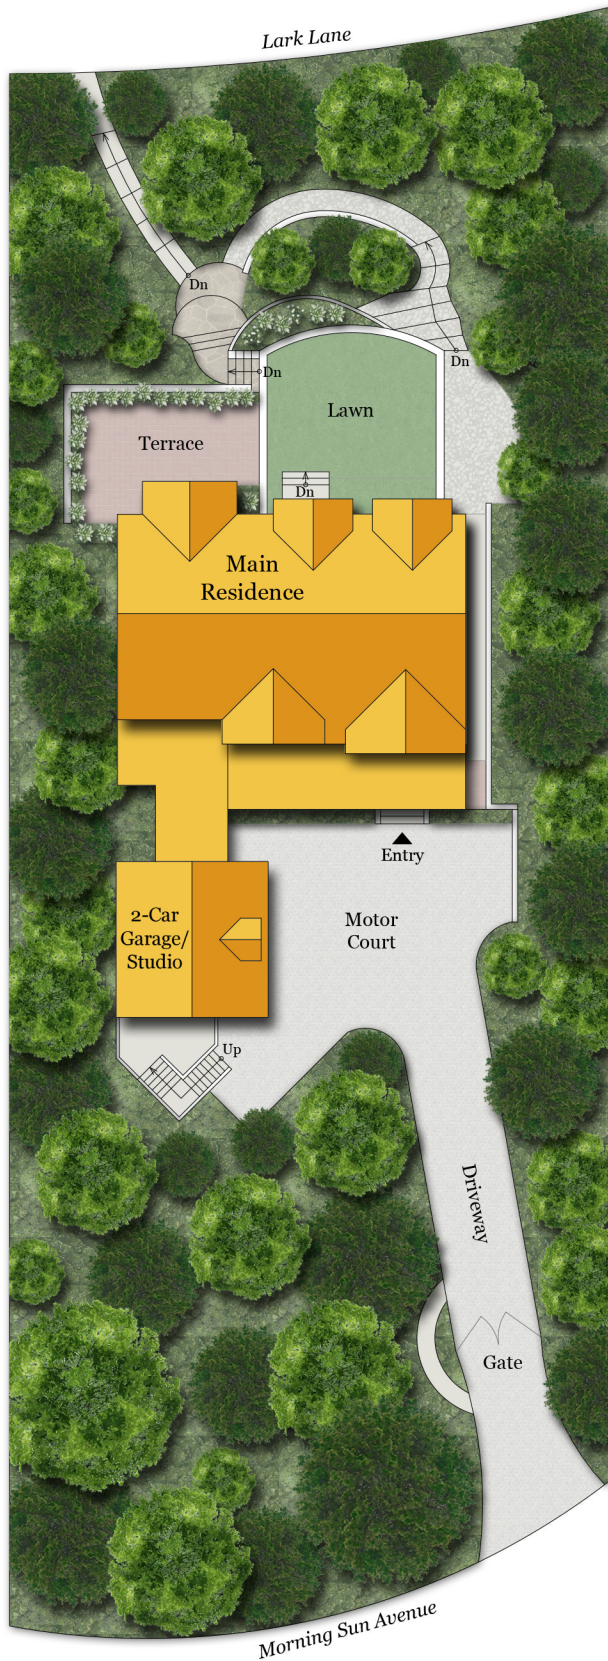 Lark Lane
Dn
Dn
Dn
Lawn
Terrace
Dn
Main
Residence
Entry
2-Car
Garage/
Studio
Motor
Court
Up
Driveway
Gate
Morning Sun Avenue